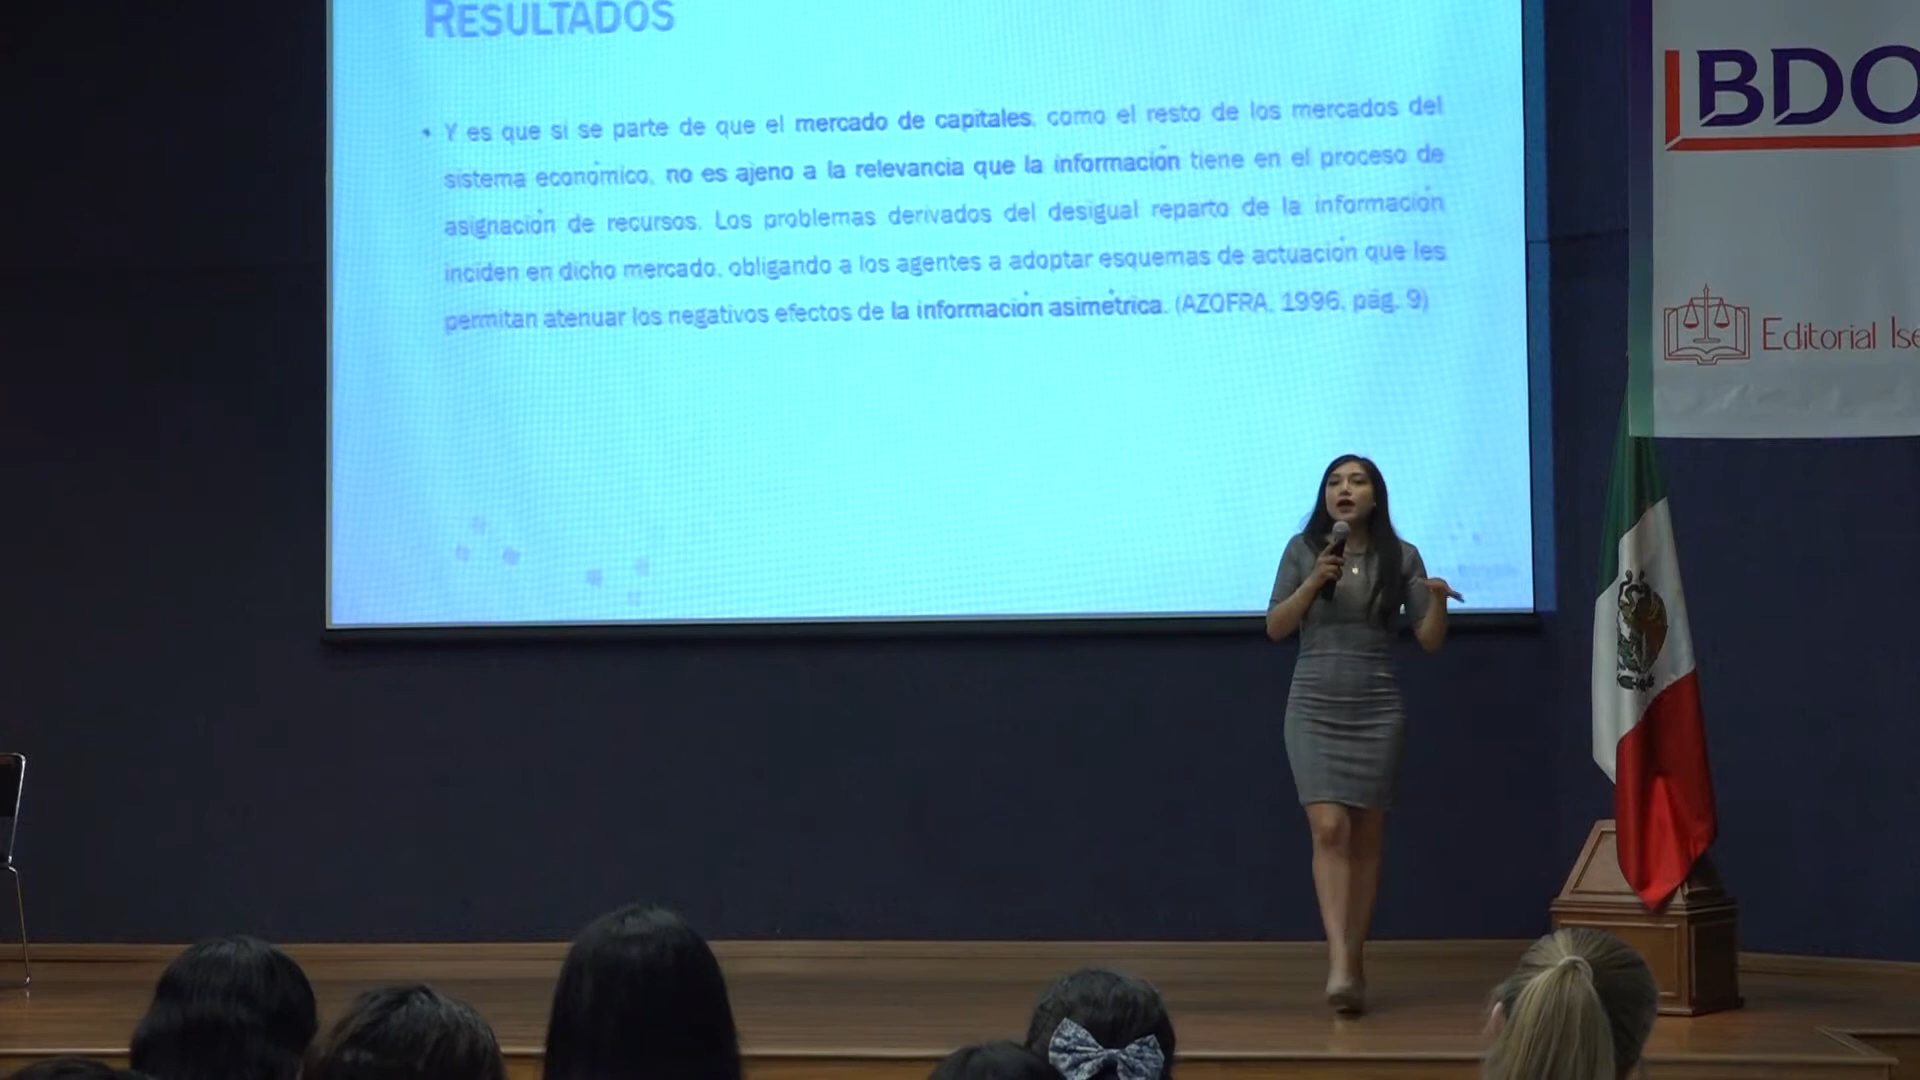 RESULTADOS
• Y es que si se parte de que el mercado de capitales, como el resto de los mercados del
sistema económico, no es ajeno a la relevancia que la información tiene en el proceso de
asignación de recursos. Los problemas derivados del desigual reparto de la información
inciden en dicho mercado, obligando a los agentes a adoptar esquemas de actuación que les
permitan atenuar los negativos efectos de la información asimétrica. (AZOFRA, 1996, pág. 9)
BDO
Editorial Ise